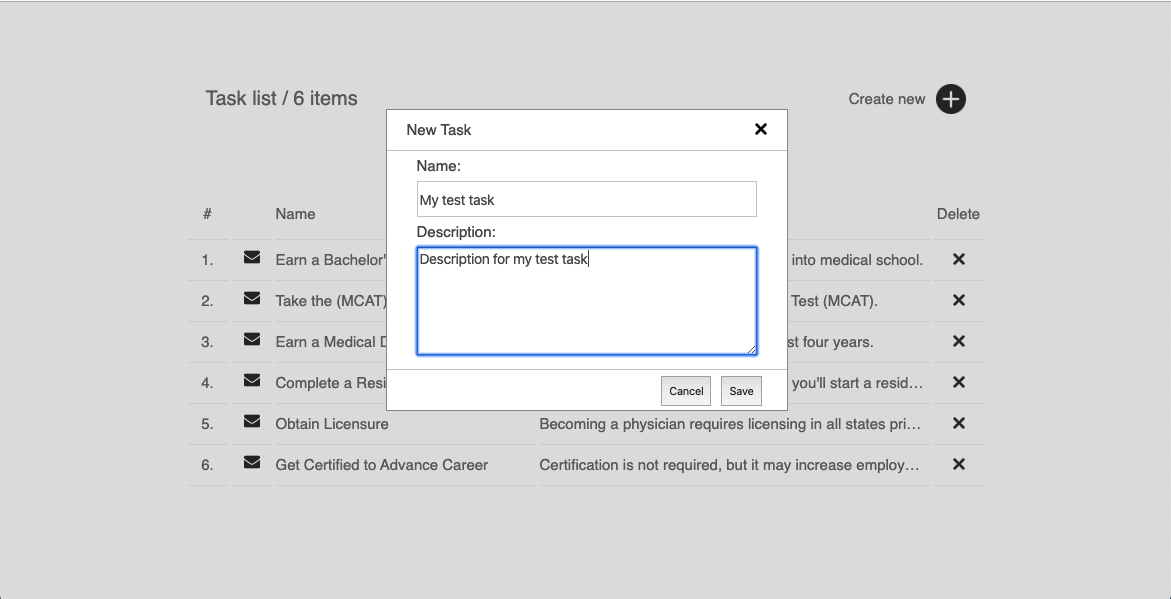 Task list / 6 items
Create new
New Task
Name:
My test task
Description:
Description for my test task
Cancel
Save
# Name Delete
1. Earn a Bachelor' into medical school.
2. Take the (MCAT) Test (MCAT).
3. Earn a Medical st four years.
4. Complete a Resi you'll start a resid…
5. Obtain Licensure Becoming a physician requires licensing in all states pri…
6. Get Certified to Advance Career Certification is not required, but it may increase employ…